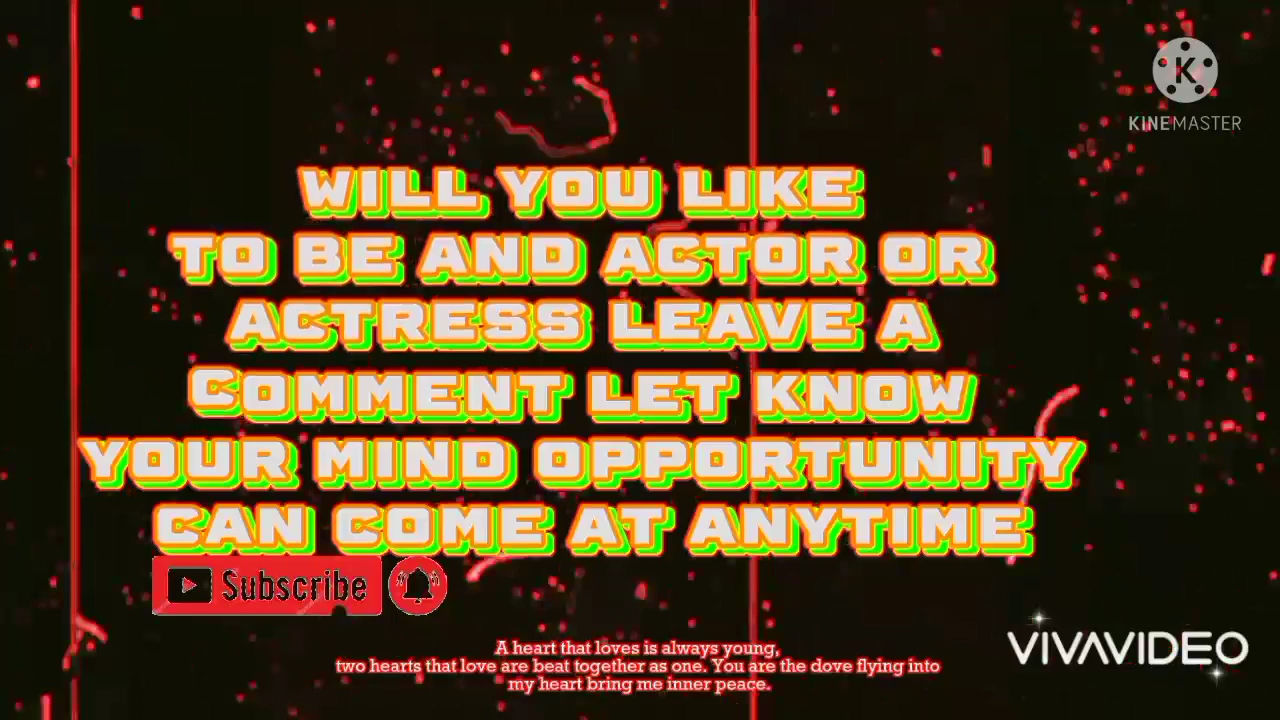 K
KINEMASTER
WILL YOU LIKE
TO BE AND ACTOR OR
ACTRESS LEAVE A
COMMENT LET KNOW
YOUR MIND OPPORTUNITY
CAN COME AT ANYTIME
Subscribe
A heart that loves is always young,
two hearts that love are beat together as one. You are the dove flying into
my heart bring me inner peace.
VIVAVIDEO